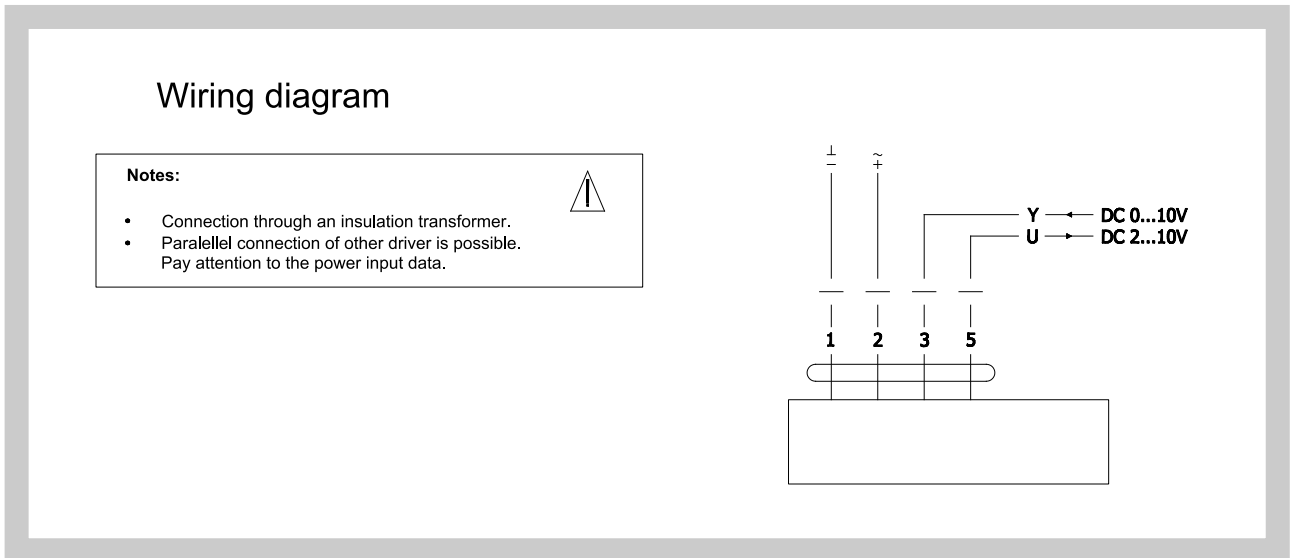 Wiring diagram
Notes:
• Connection through an insulation transformer.
• Paralellel connection of other driver is possible.
Pay attention to the power input data.
⊥ ~
− +
Y DC 0...10V
U DC 2...10V
1 2 3 5